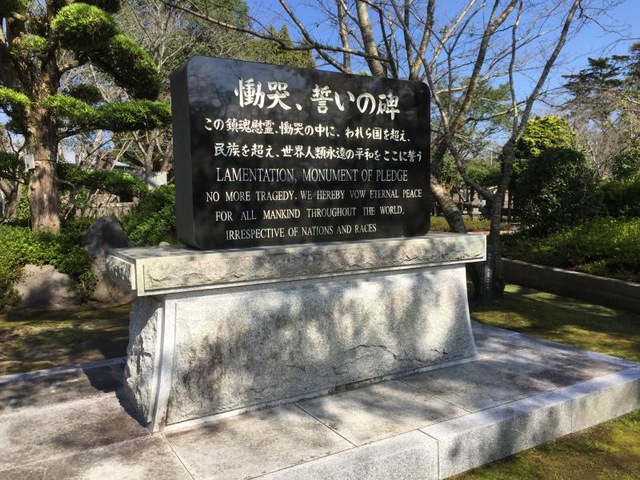 慟哭、誓いの碑
この鎮魂慰霊、慟哭の中に、われら国を超え、
民族を超え、世界人類永遠の平和をここに誓う
LAMENTATION, MONUMENT OF PLEDGE
NO MORE TRAGEDY. WE HEREBY VOW ETERNAL PEACE
FOR ALL MANKIND THROUGHOUT THE WORLD,
IRRESPECTIVE OF NATIONS AND RACES